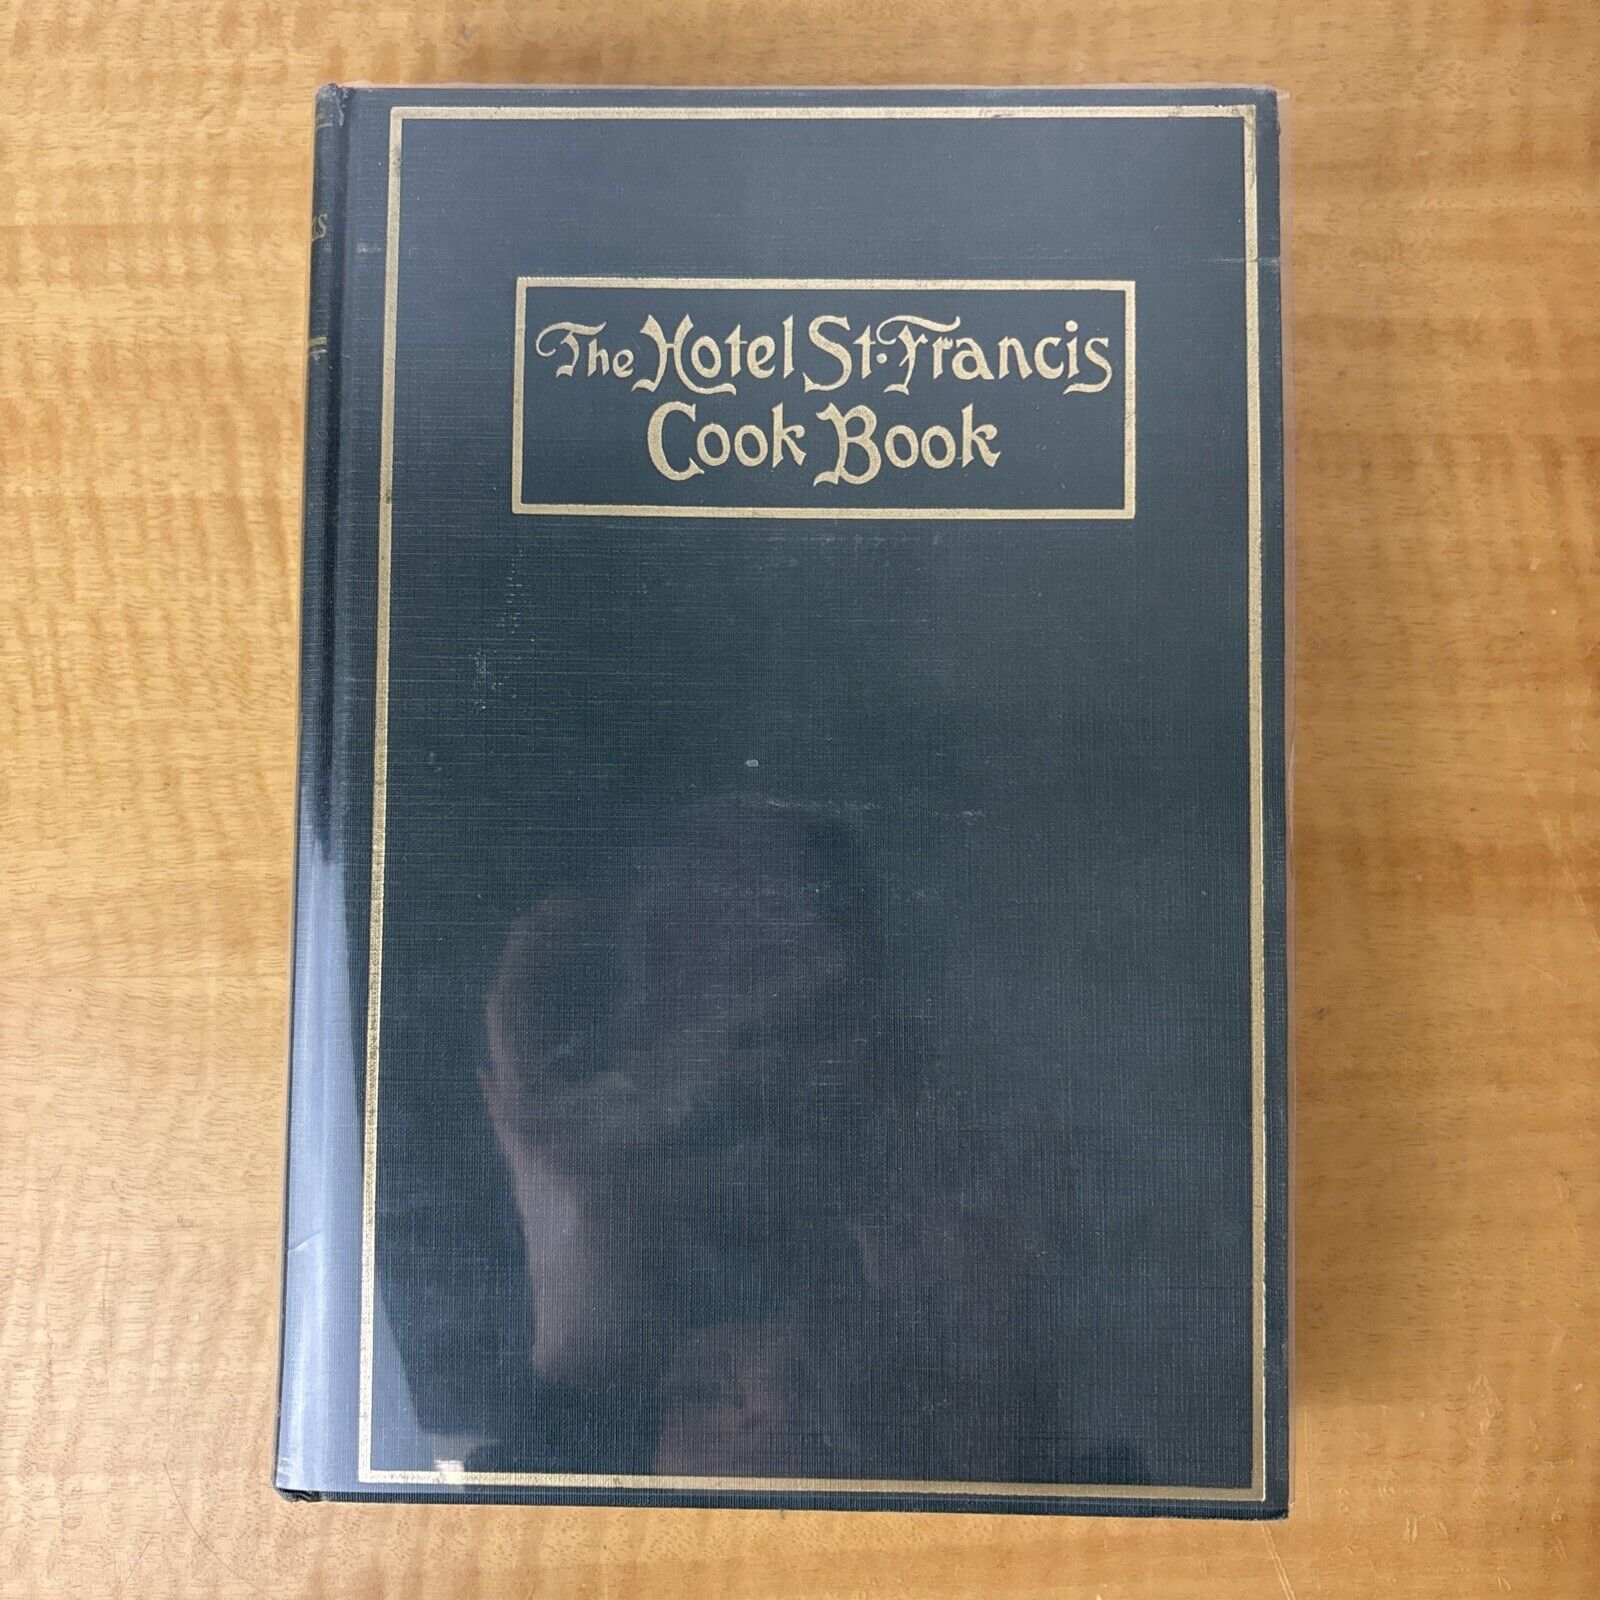 The Hotel St. Francis
Cook Book